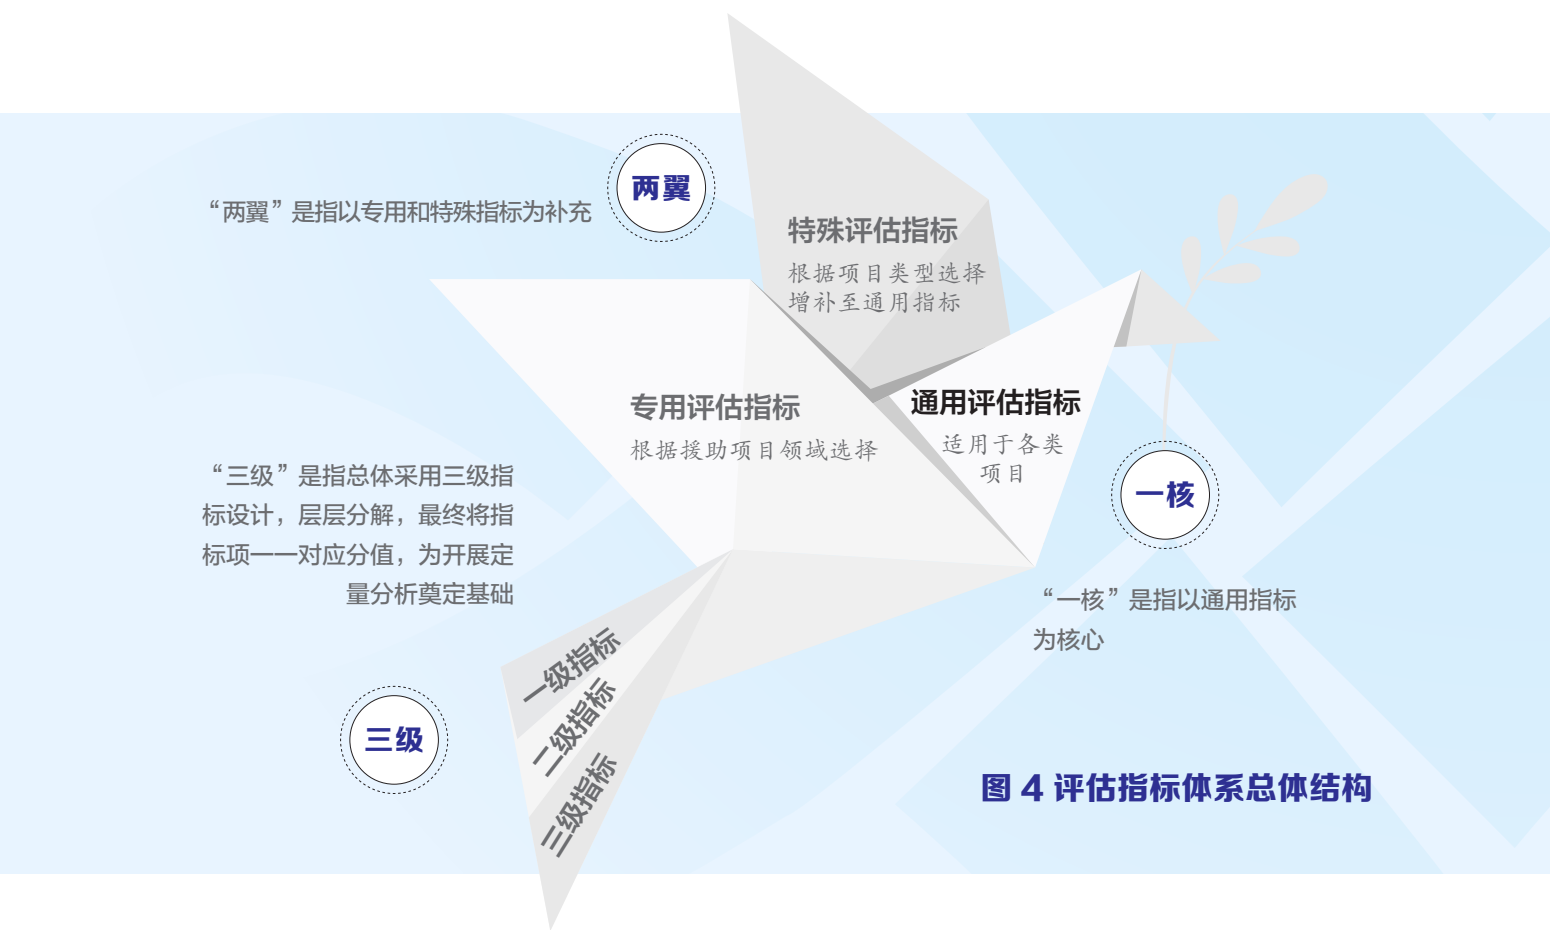 两翼
“两翼”是指以专用和特殊指标为补充
特殊评估指标
根据项目类型选择
增补至通用指标
专用评估指标
根据援助项目领域选择
通用评估指标
适用于各类
项目
一核
“一核”是指以通用指标
为核心
“三级”是指总体采用三级指
标设计，层层分解，最终将指
标项一一对应分值，为开展定
量分析奠定基础
三级
一级指标
二级指标
三级指标
图 4 评估指标体系总体结构